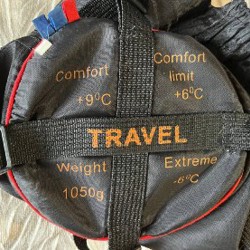 Comfort
+9°C
Comfort
limit
+6°C
TRAVEL
Weight
1050g
Extreme
-6°C